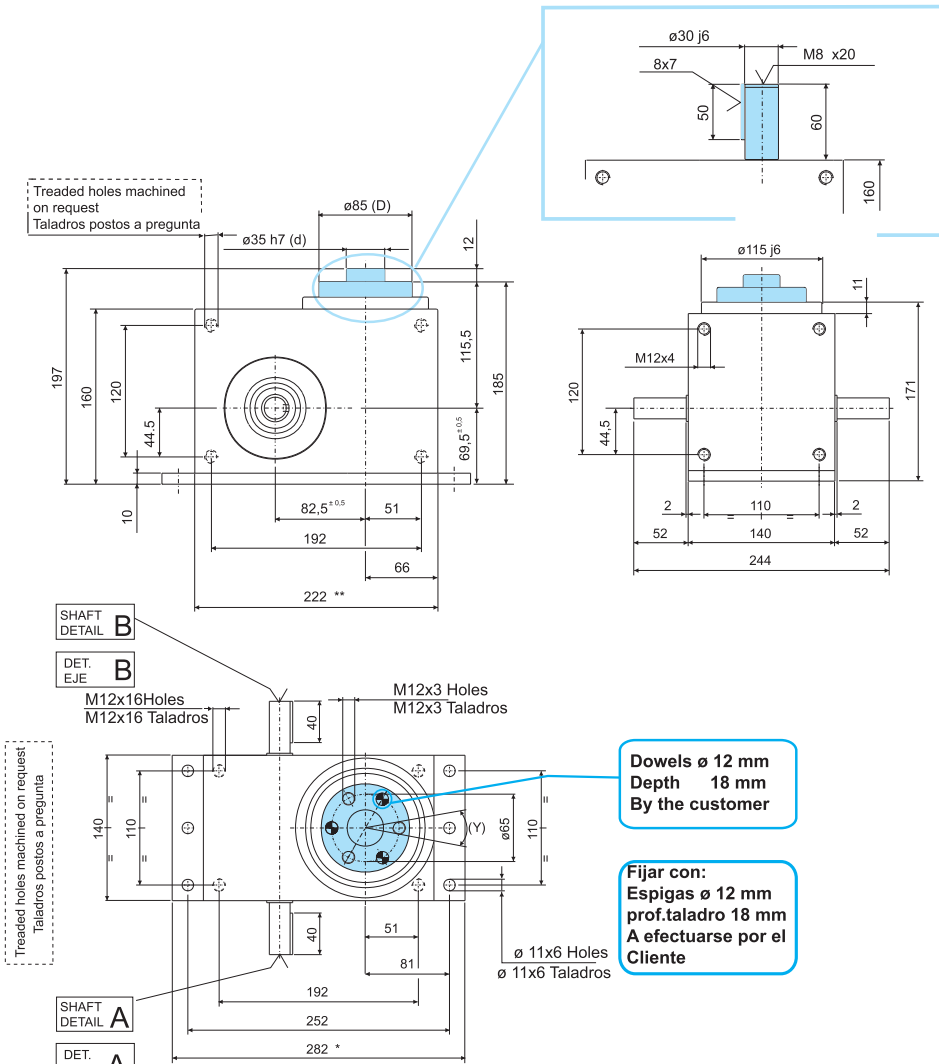 ø30 j6
M8 x20
8x7
50
60
160
Treaded holes machined
on request
Taladros postos a pregunta
ø85 (D)
ø35 h7 (d)
12
197
160
120
44.5
10
115,5
69,5±0,5
185
82,5±0,5
51
192
66
222 **
ø115 j6
11
M12x4
120
44,5
171
2
110
2
=
=
52
140
52
244
SHAFT
DETAIL B
DET.
EJE B
M12x16Holes
M12x16 Taladros
M12x3 Holes
M12x3 Taladros
40
Treaded holes machined on request
Taladros postos a pregunta
140
110
=
=
=
=
(Y)
ø65
110
=
=
Dowels ø 12 mm
Depth 18 mm
By the customer
Fijar con:
Espigas ø 12 mm
prof.taladro 18 mm
A efectuarse por el
Cliente
40
51
81
ø 11x6 Holes
ø 11x6 Taladros
192
252
282 *
SHAFT
DETAIL A
DET.
A